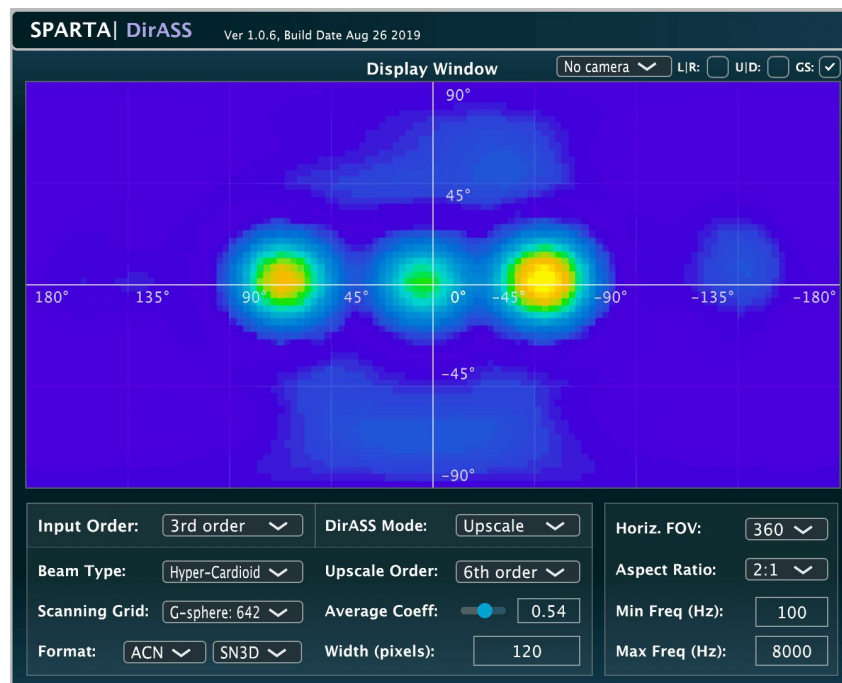 SPARTA| DirASS Ver 1.0.6, Build Date Aug 26 2019
Display Window No camera L|R: U|D: GS:
90°
45°
180° 135° 90° 45° 0° -45° -90° -135° -180°
-45°
-90°
Input Order: 3rd order DirASS Mode: Upscale Horiz. FOV: 360
Beam Type: Hyper-Cardioid Upscale Order: 6th order Aspect Ratio: 2:1
Scanning Grid: G-sphere: 642 Average Coeff: 0.54 Min Freq (Hz): 100
Format: ACN SN3D Width (pixels): 120 Max Freq (Hz): 8000